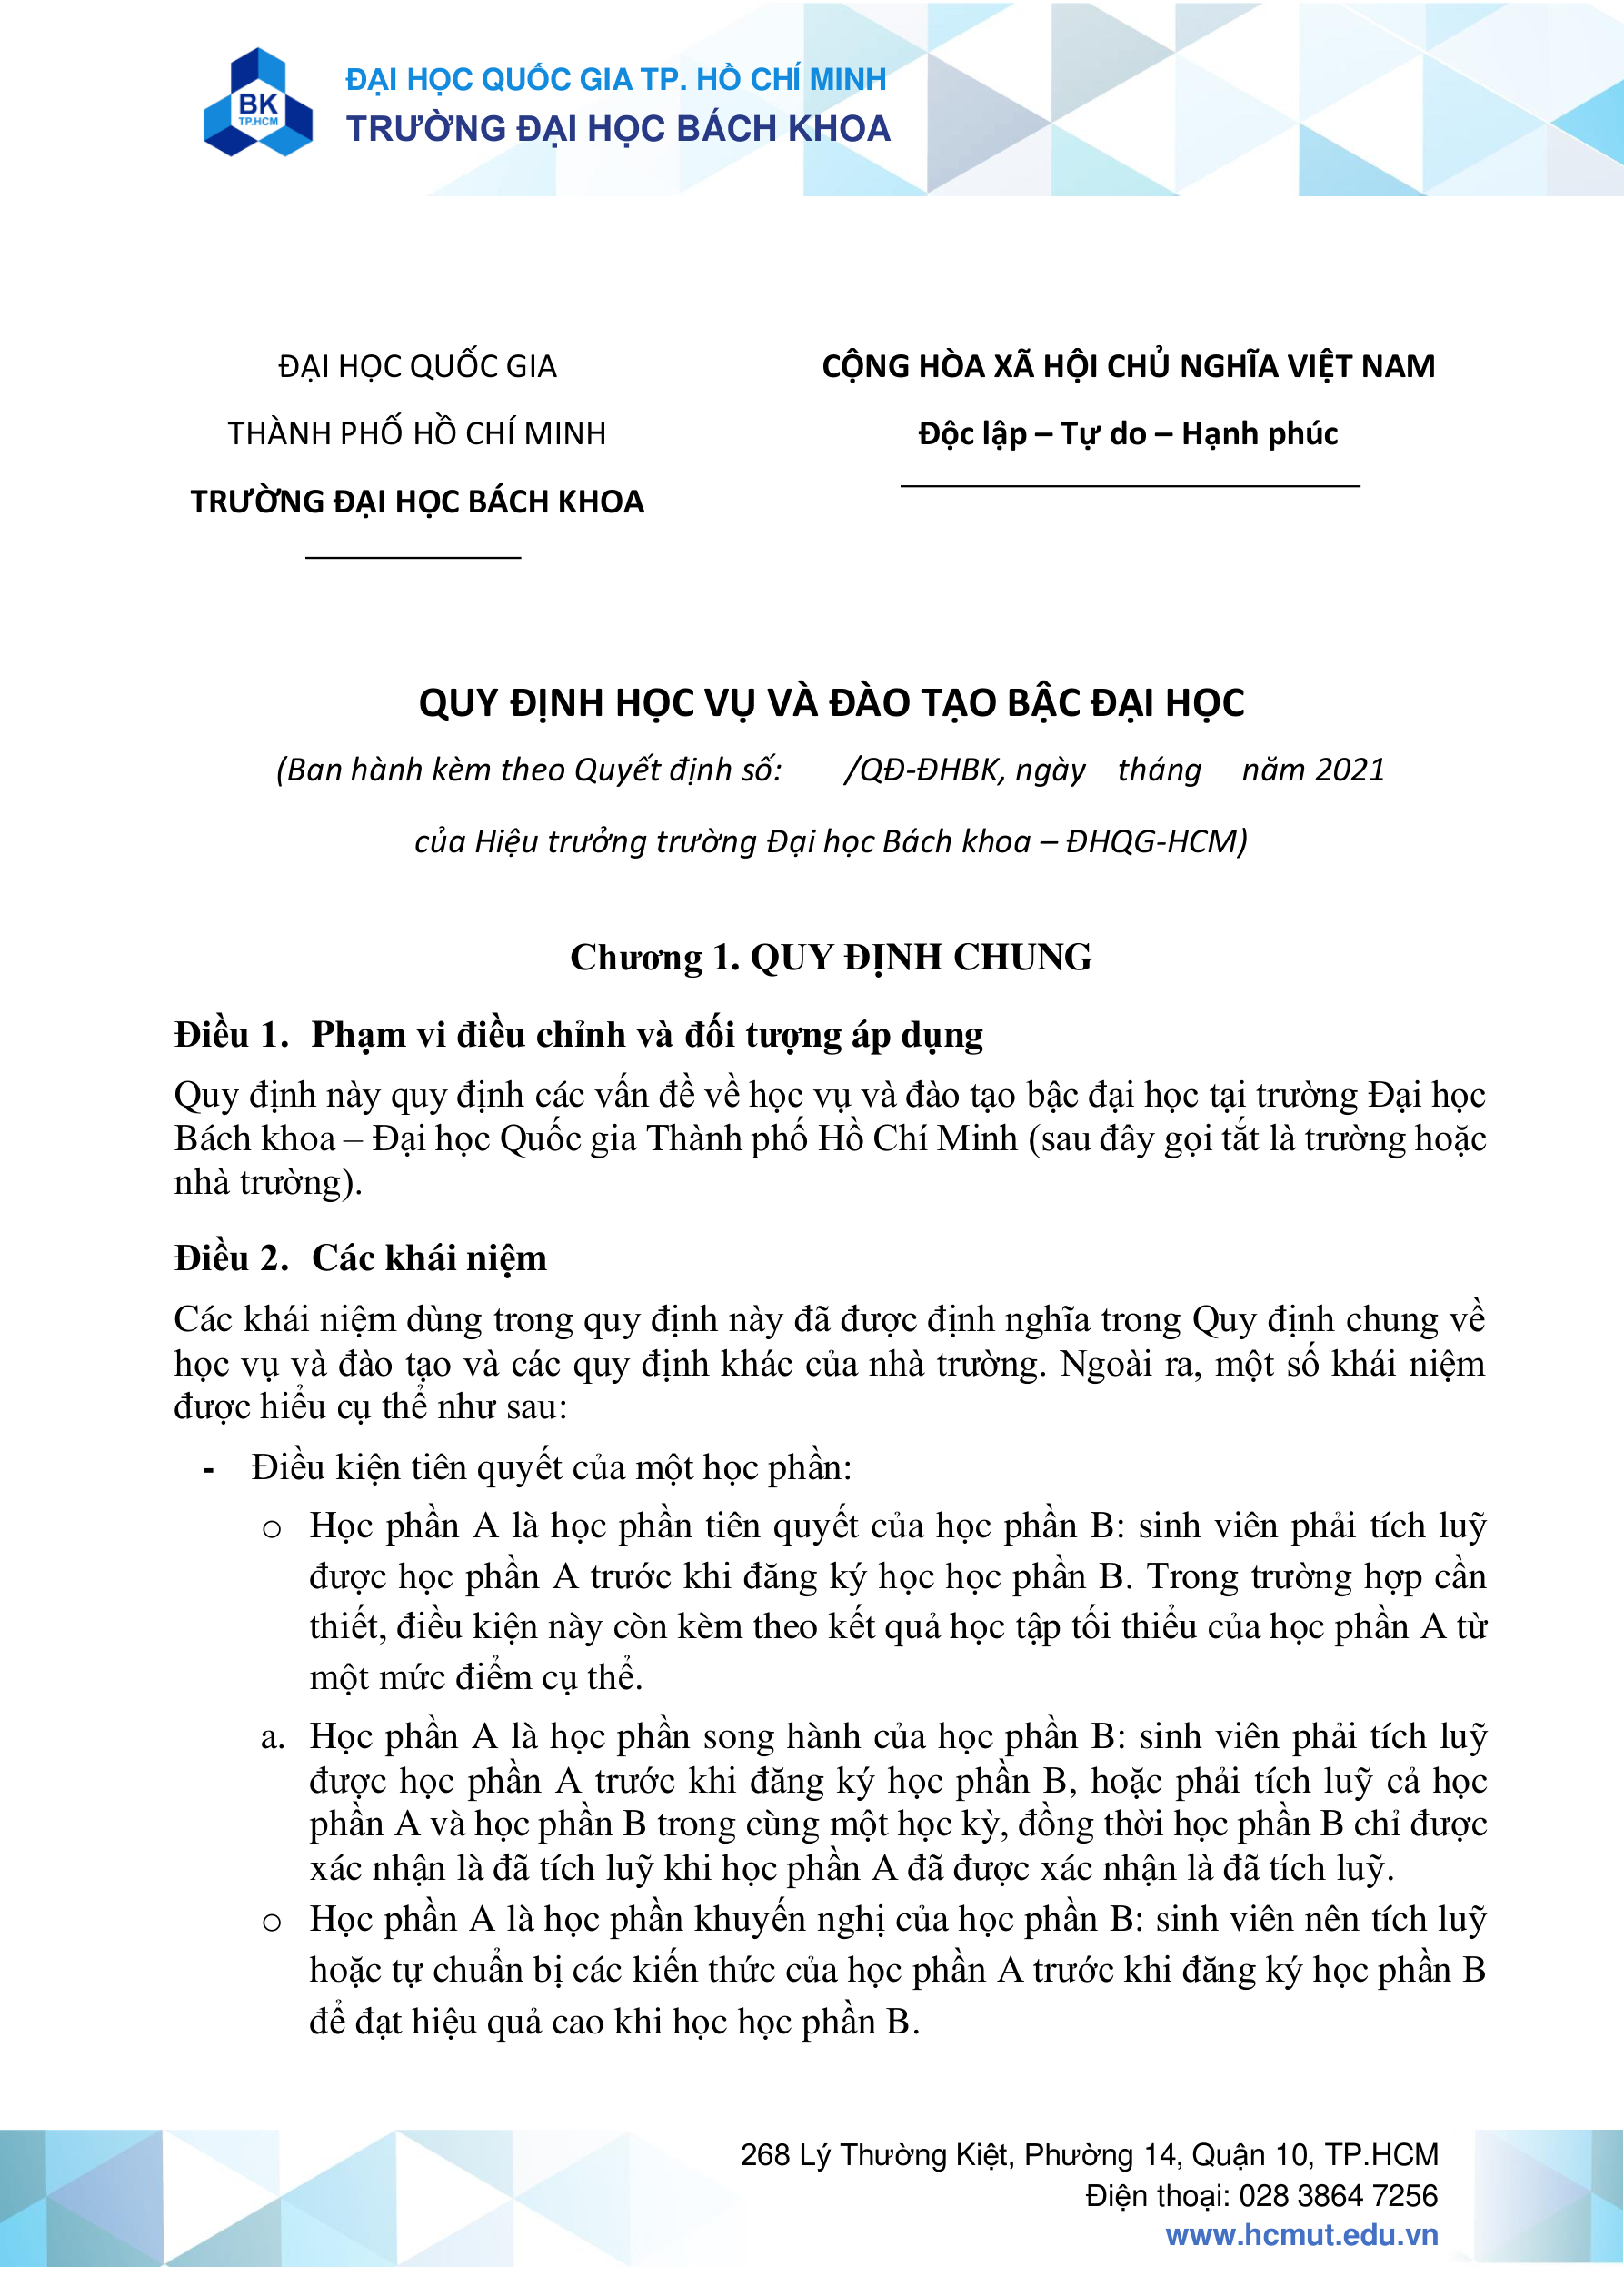 BK
TP.HCM
ĐẠI HỌC QUỐC GIA TP. HỒ CHÍ MINH
TRƯỜNG ĐẠI HỌC BÁCH KHOA
ĐẠI HỌC QUỐC GIA
THÀNH PHỐ HỒ CHÍ MINH
TRƯỜNG ĐẠI HỌC BÁCH KHOA
CỘNG HÒA XÃ HỘI CHỦ NGHĨA VIỆT NAM
Độc lập – Tự do – Hạnh phúc
QUY ĐỊNH HỌC VỤ VÀ ĐÀO TẠO BẬC ĐẠI HỌC
(Ban hành kèm theo Quyết định số: /QĐ-ĐHBK, ngày tháng năm 2021
của Hiệu trưởng trường Đại học Bách khoa – ĐHQG-HCM)
Chương 1. QUY ĐỊNH CHUNG
Điều 1. Phạm vi điều chỉnh và đối tượng áp dụng
Quy định này quy định các vấn đề về học vụ và đào tạo bậc đại học tại trường Đại học
Bách khoa – Đại học Quốc gia Thành phố Hồ Chí Minh (sau đây gọi tắt là trường hoặc
nhà trường).
Điều 2. Các khái niệm
Các khái niệm dùng trong quy định này đã được định nghĩa trong Quy định chung về
học vụ và đào tạo và các quy định khác của nhà trường. Ngoài ra, một số khái niệm
được hiểu cụ thể như sau:
- Điều kiện tiên quyết của một học phần:
o Học phần A là học phần tiên quyết của học phần B: sinh viên phải tích luỹ
được học phần A trước khi đăng ký học học phần B. Trong trường hợp cần
thiết, điều kiện này còn kèm theo kết quả học tập tối thiểu của học phần A từ
một mức điểm cụ thể.
a. Học phần A là học phần song hành của học phần B: sinh viên phải tích luỹ
được học phần A trước khi đăng ký học phần B, hoặc phải tích luỹ cả học
phần A và học phần B trong cùng một học kỳ, đồng thời học phần B chỉ được
xác nhận là đã tích luỹ khi học phần A đã được xác nhận là đã tích luỹ.
o Học phần A là học phần khuyến nghị của học phần B: sinh viên nên tích luỹ
hoặc tự chuẩn bị các kiến thức của học phần A trước khi đăng ký học phần B
để đạt hiệu quả cao khi học học phần B.
268 Lý Thường Kiệt, Phường 14, Quận 10, TP.HCM
Điện thoại: 028 3864 7256
www.hcmut.edu.vn